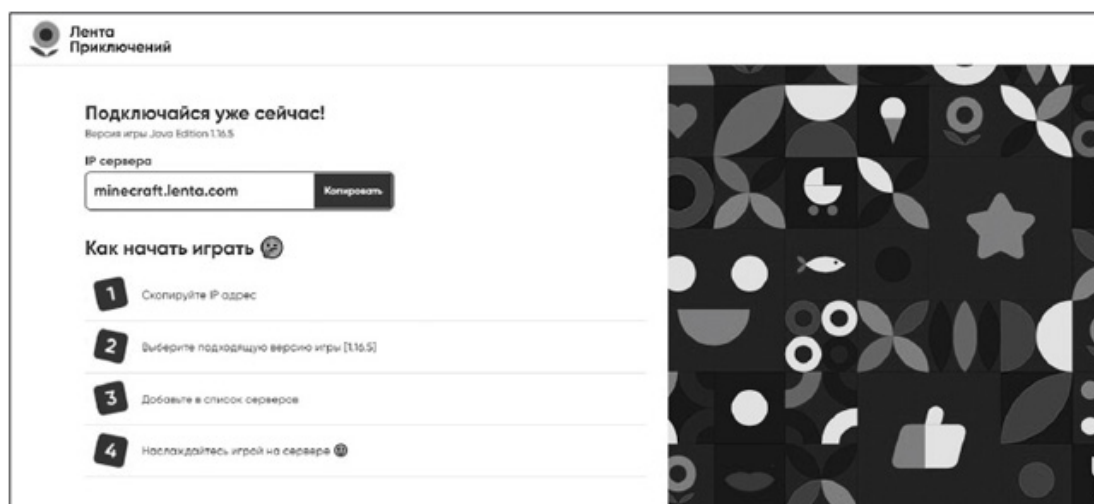 Лента
Приключений
Подключайся уже сейчас!
Версия игры Java Edition 1.16.5
IP сервера
minecraft.lenta.com
Копировать
Как начать играть
1 Скопируйте IP адрес
2 Выберите подходящую версию игры [1.16.5]
3 Добавьте в список серверов
4 Наслаждайтесь игрой на сервере